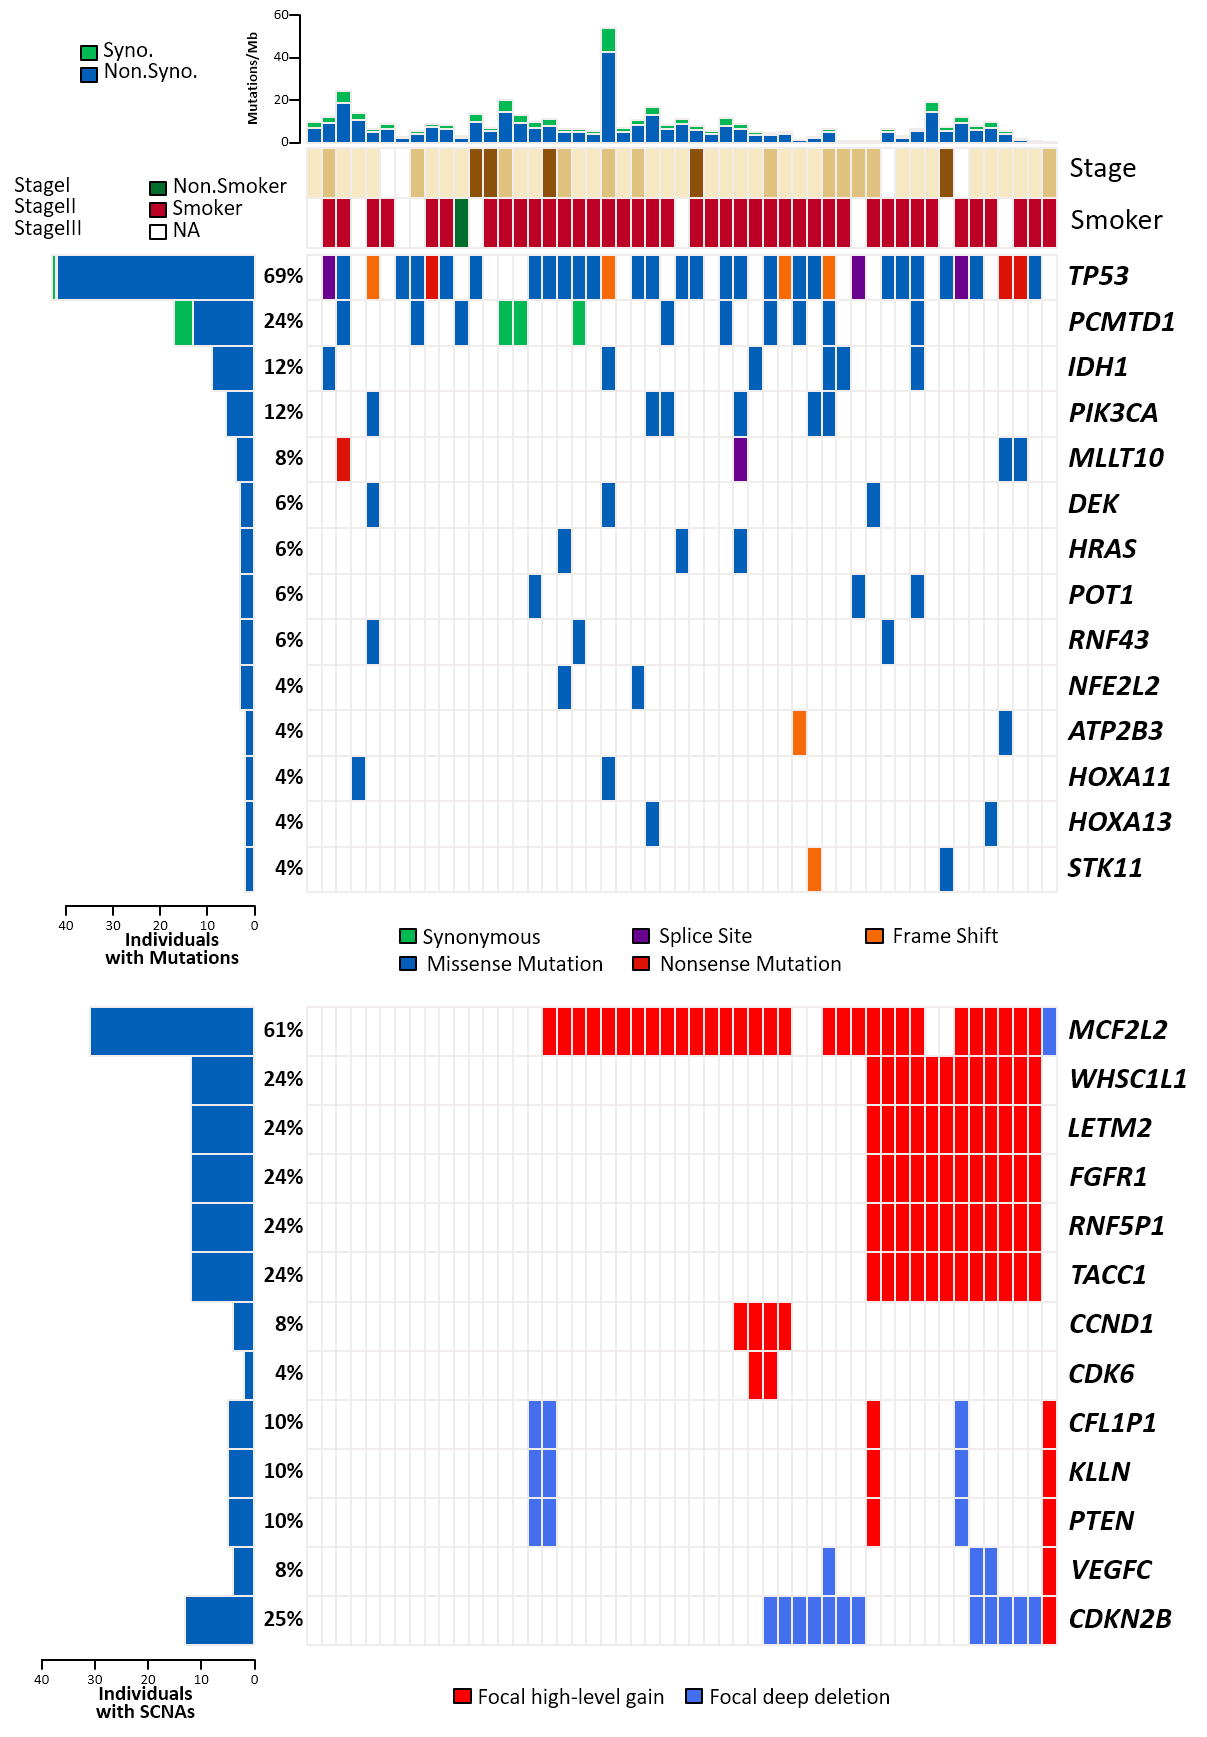 60
40
20
0
Mutations/Mb
Syno.
Non.Syno.
Stage
StageI
StageII
StageIII
Non.Smoker
Smoker
NA
Smoker
69% TP53
24% PCMTD1
12% IDH1
12% PIK3CA
8% MLLT10
6% DEK
6% HRAS
6% POT1
6% RNF43
4% NFE2L2
4% ATP2B3
4% HOXA11
4% HOXA13
4% STK11
40 30 20 10 0
Individuals
with Mutations
Synonymous Splice Site Frame Shift
Missense Mutation Nonsense Mutation
61% MCF2L2
24% WHSC1L1
24% LETM2
24% FGFR1
24% RNF5P1
24% TACC1
8% CCND1
4% CDK6
10% CFL1P1
10% KLLN
10% PTEN
8% VEGFC
25% CDKN2B
40 30 20 10 0
Individuals
with SCNAs
Focal high-level gain Focal deep deletion